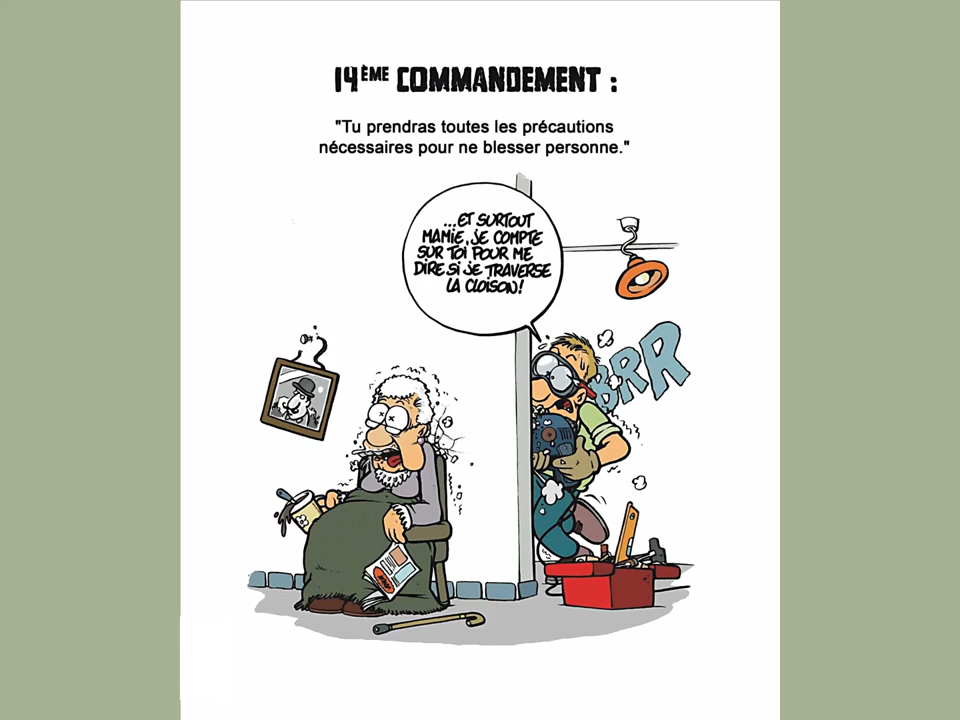 14ÈME COMMANDEMENT :
"Tu prendras toutes les précautions
nécessaires pour ne blesser personne."
...ET SURTOUT
MAMIE, JE COMPTE
SUR TOI POUR ME
DIRE SI JE TRAVERSE
LA CLOISON!
BRRR